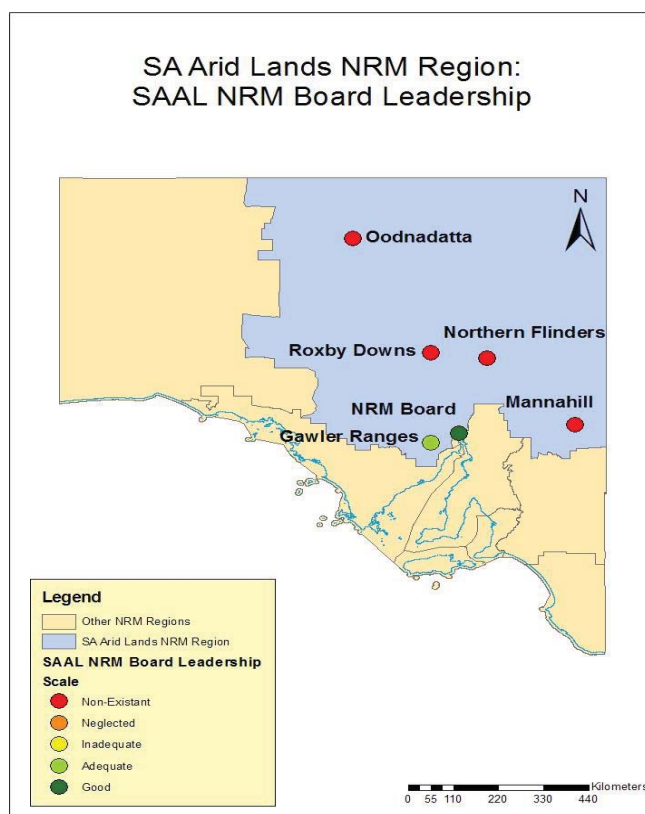 SA Arid Lands NRM Region:
SAAL NRM Board Leadership
N
Oodnadatta
Northern Flinders
Roxby Downs
Mannahill
NRM Board
Gawler Ranges
Legend
Other NRM Regions
SA Arid Lands NRM Region
SAAL NRM Board Leadership
Scale
Non-Existant
Neglected
Inadequate
Adequate
Good
Kilometers
0 55 110 220 330 440